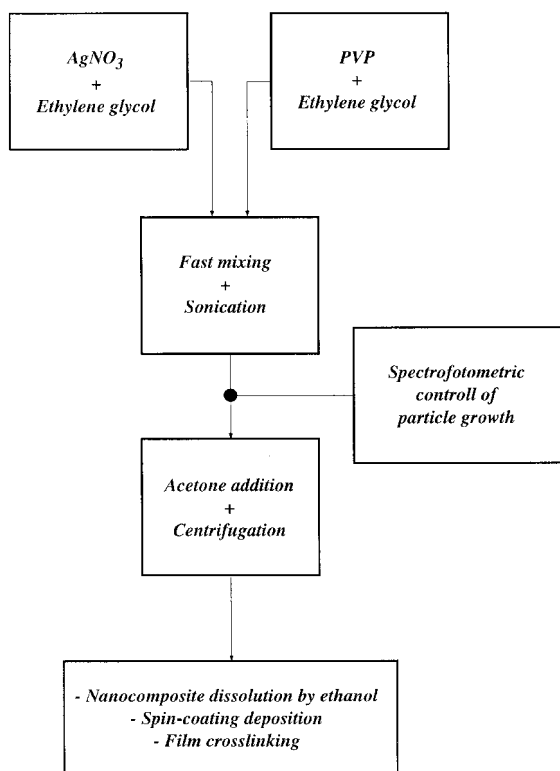 AgNO₃
+
Ethylene glycol
PVP
+
Ethylene glycol
Fast mixing
+
Sonication
Spectrofotometric
controll of
particle growth
Acetone addition
+
Centrifugation
- Nanocomposite dissolution by ethanol
- Spin-coating deposition
- Film crosslinking